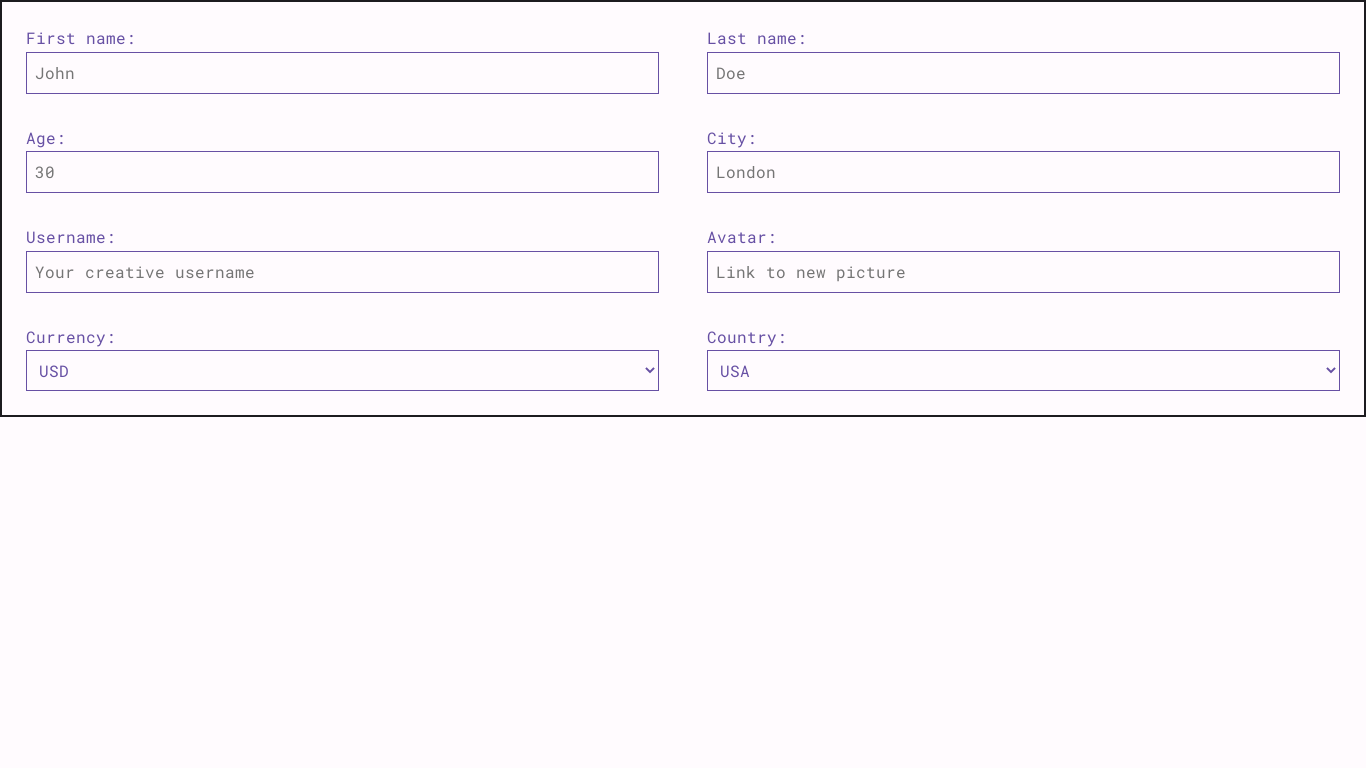 First name:
John
Last name:
Doe
Age:
30
City:
London
Username:
Your creative username
Avatar:
Link to new picture
Currency:
USD
Country:
USA